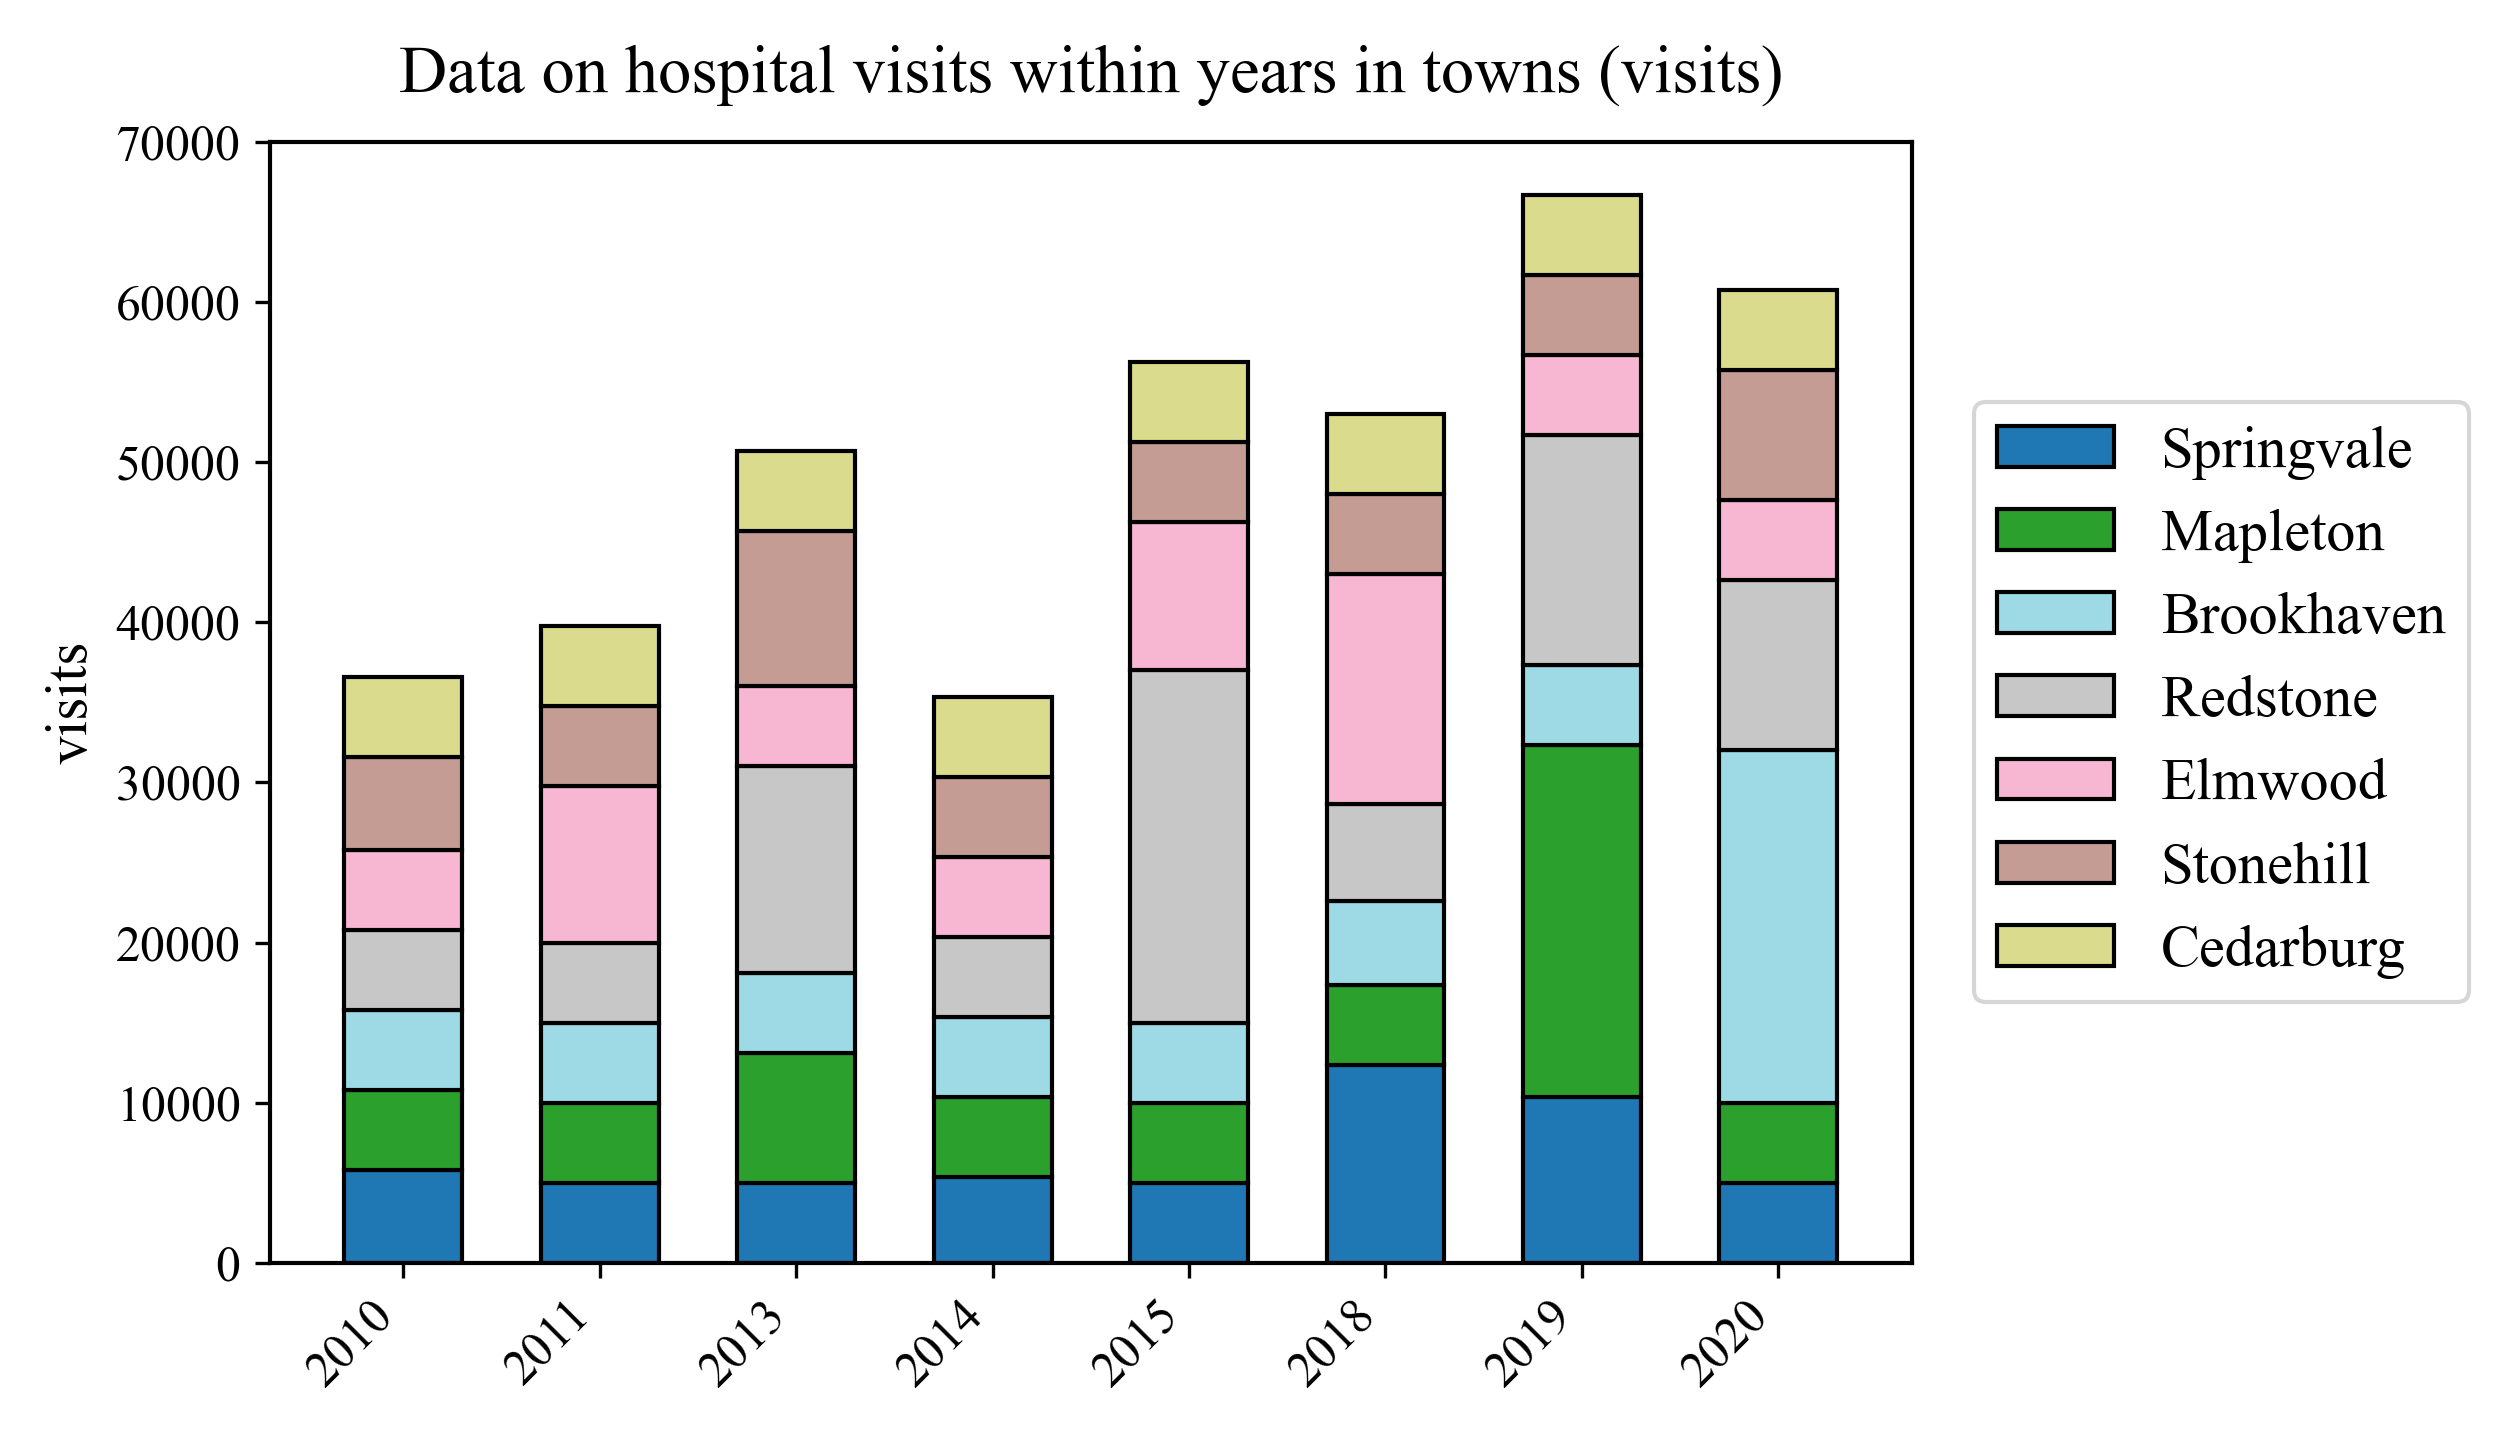 Data on hospital visits within years in towns (visits)
70000
60000
50000
40000
30000
20000
10000
0
visits
2010
2011
2013
2014
2015
2018
2019
2020
Springvale
Mapleton
Brookhaven
Redstone
Elmwood
Stonehill
Cedarburg